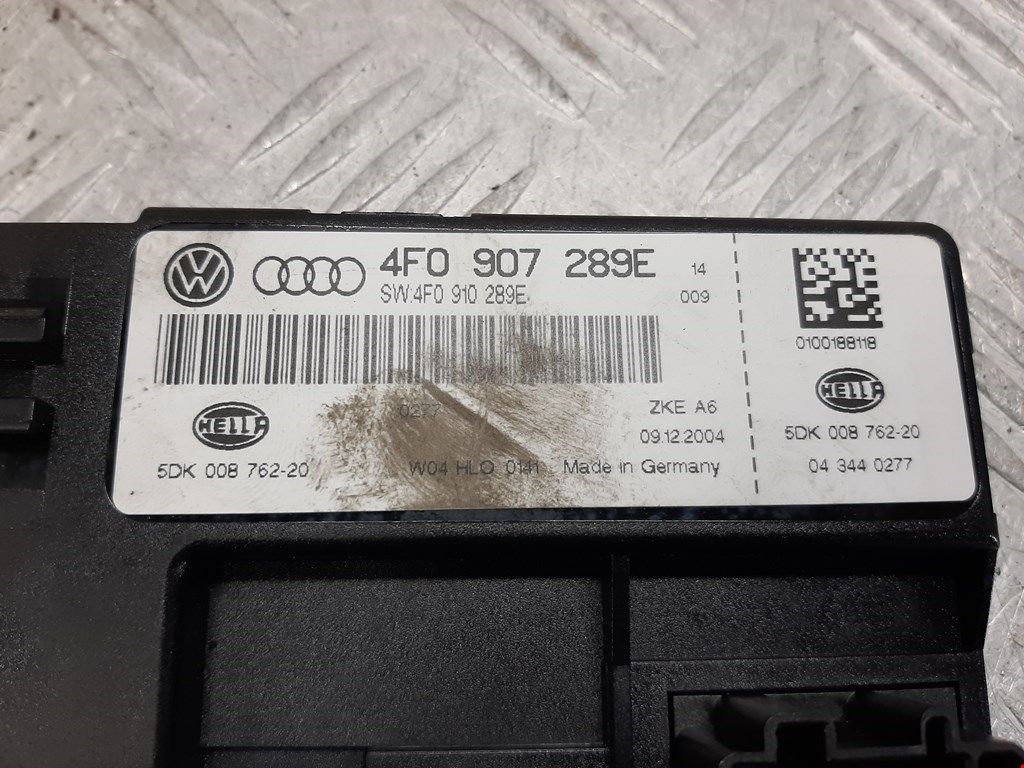 4F0 907 289E 14
SW:4F0 910 289E 009
0277 ZKE A6
HELLA 09.12.2004
5DK 008 762-20 W04 HLO 0141 Made in Germany
0100188118
HELLA
5DK 008 762-20
04 344 0277